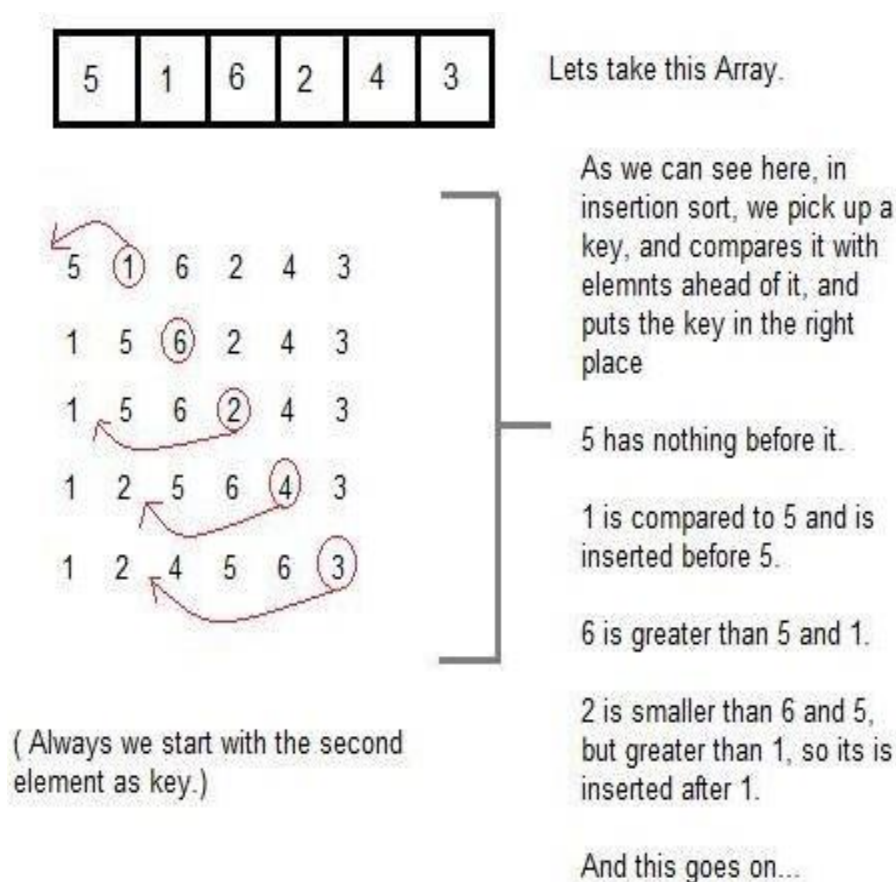 5 1 6 2 4 3
Lets take this Array.
5 1 6 2 4 3
1 5 6 2 4 3
1 5 6 2 4 3
1 2 5 6 4 3
1 2 4 5 6 3
( Always we start with the second
element as key.)
As we can see here, in
insertion sort, we pick up a
key, and compares it with
elemnts ahead of it, and
puts the key in the right
place
5 has nothing before it.
1 is compared to 5 and is
inserted before 5.
6 is greater than 5 and 1.
2 is smaller than 6 and 5,
but greater than 1, so its is
inserted after 1.
And this goes on...